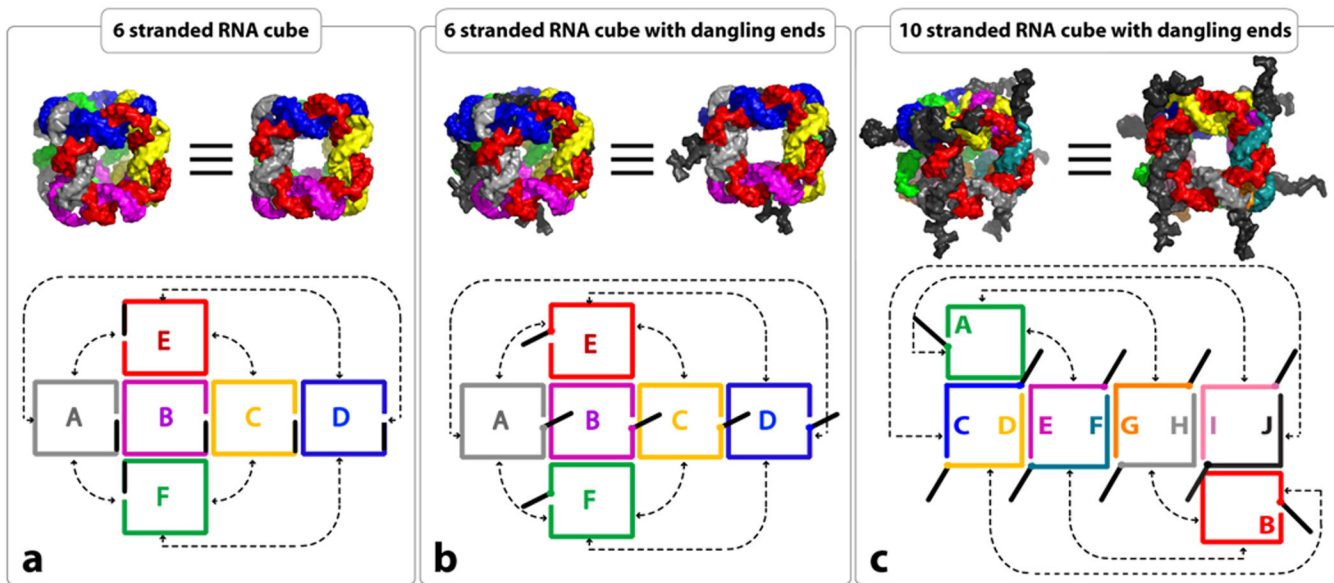 6 stranded RNA cube
6 stranded RNA cube with dangling ends
10 stranded RNA cube with dangling ends
E
A B C D
F
a
E
A B C D
F
b
A
C D E F G H I J
B
c